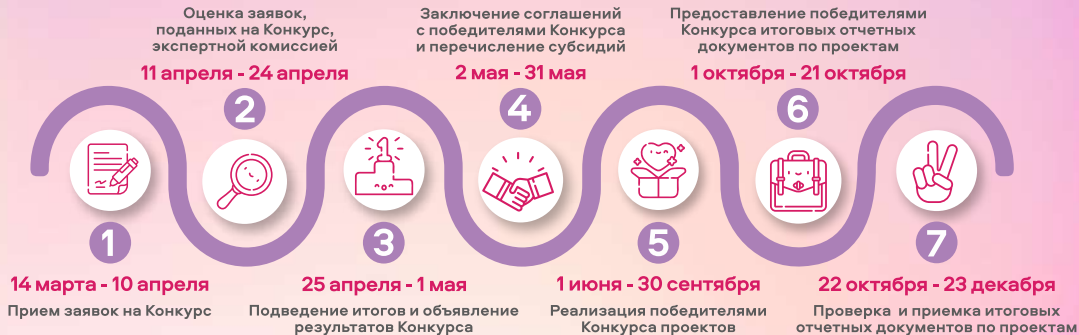 14 марта - 10 апреля
1
Прием заявок на Конкурс
Оценка заявок,
поданных на Конкурс,
экспертной комиссией
11 апреля - 24 апреля
2
1
3
25 апреля - 1 мая
Подведение итогов и объявление
результатов Конкурса
Заключение соглашений
с победителями Конкурса
и перечисление субсидий
2 мая - 31 мая
4
5
1 июня - 30 сентября
Реализация победителями
Конкурса проектов
Предоставление победителями
Конкурса итоговых отчетных
документов по проектам
1 октября - 21 октября
6
7
22 октября - 23 декабря
Проверка и приемка итоговых
отчетных документов по проектам